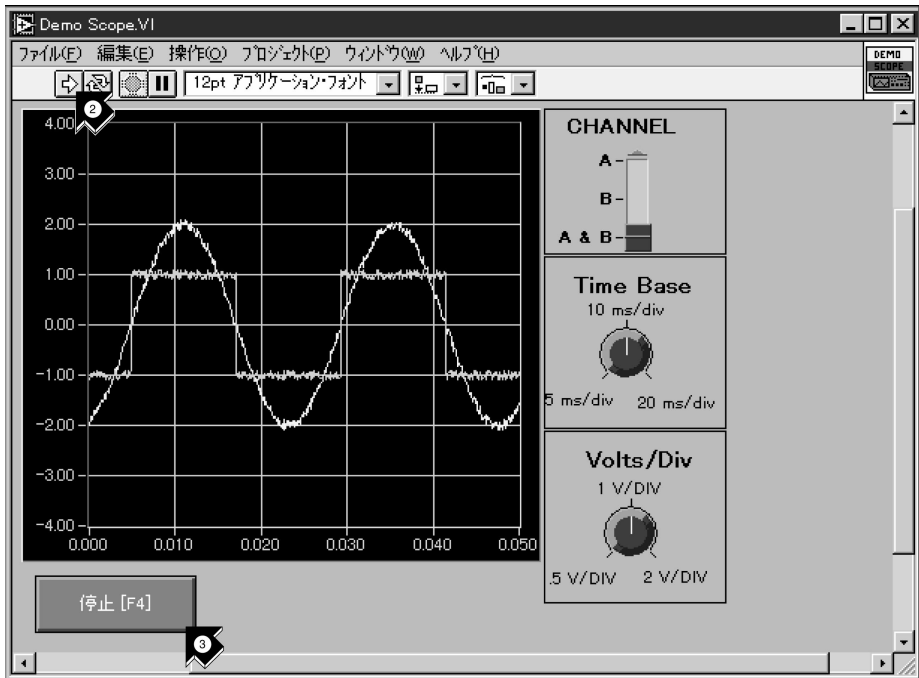 Demo Scope.VI
ファイル(F) 編集(E) 操作(O) プロジェクト(P) ウィンドウ(W) ヘルプ(H)
DEMO
SCOPE
12pt アプリケーション・フォント
2
4.00
3.00
2.00
1.00
0.00
-1.00
-2.00
-3.00
-4.00
0.000 0.010 0.020 0.030 0.040 0.050
CHANNEL
A
B
A & B
Time Base
10 ms/div
5 ms/div 20 ms/div
Volts/Div
1 V/DIV
.5 V/DIV 2 V/DIV
停止 [F4]
3